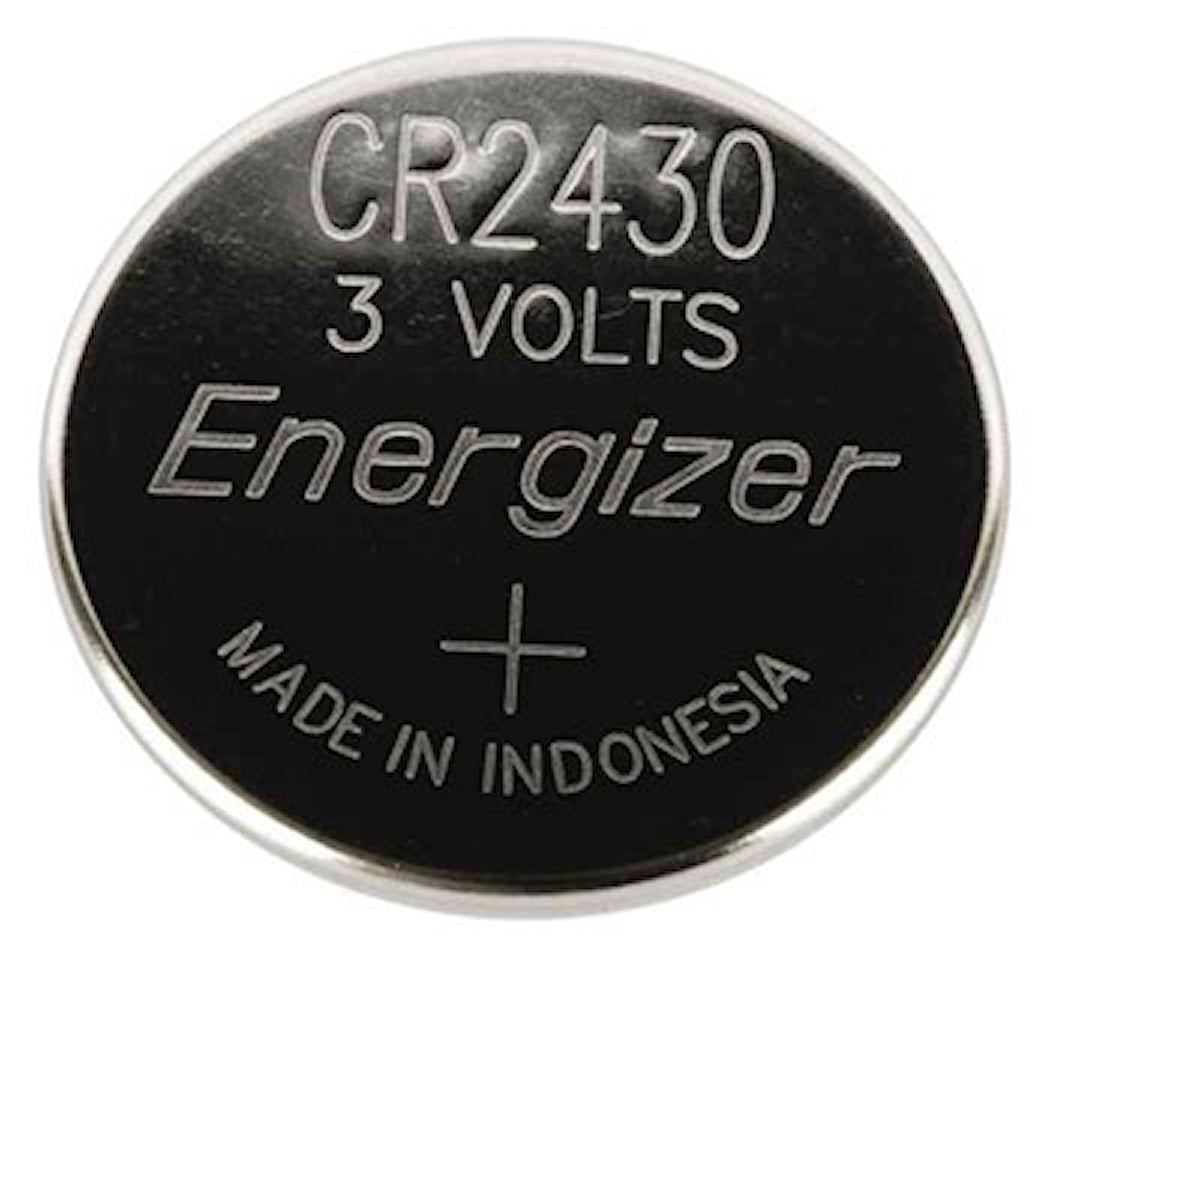 CR2430
3 VOLTS
Energizer
+
MADE IN INDONESIA